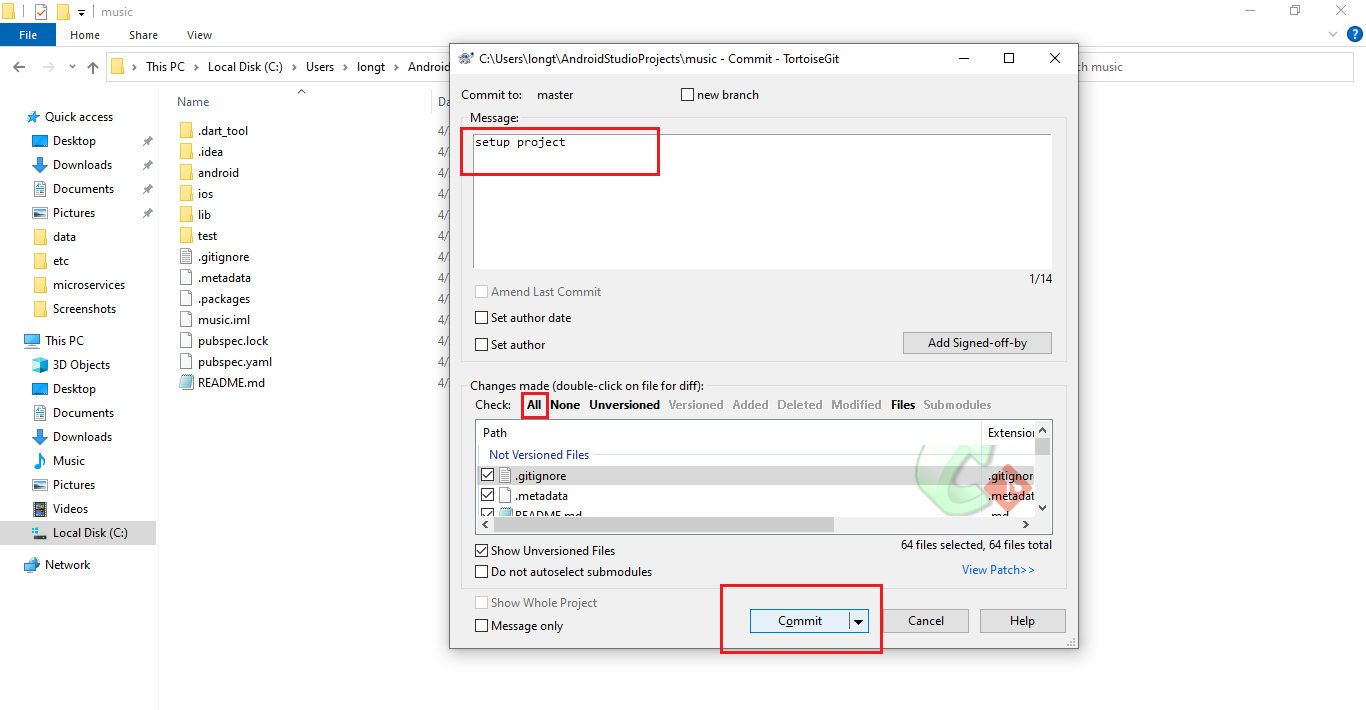 music
File Home Share View
This PC Local Disk (C:) Users longt Android
ch music
Quick access
Desktop
Downloads
Documents
Pictures
data
etc
microservices
Screenshots
This PC
3D Objects
Desktop
Documents
Downloads
Music
Pictures
Videos
Local Disk (C:)
Network
Name
.dart_tool 4/
.idea 4/
android 4/
ios 4/
lib 4/
test 4/
.gitignore 4/
.metadata 4/
.packages 4/
music.iml 4/
pubspec.lock 4/
pubspec.yaml 4/
README.md 4/
C:\Users\longt\AndroidStudioProjects\music - Commit - TortoiseGit
Commit to: master new branch
Message:
setup project
1/14
Amend Last Commit
Set author date
Set author
Add Signed-off-by
Changes made (double-click on file for diff):
Check: All None Unversioned Versioned Added Deleted Modified Files Submodules
Path Extension
Not Versioned Files
.gitignore .gitignor
.metadata .metadat
README.md .md
64 files selected, 64 files total
Show Unversioned Files
Do not autoselect submodules
View Patch>>
Show Whole Project
Message only
Commit Cancel Help